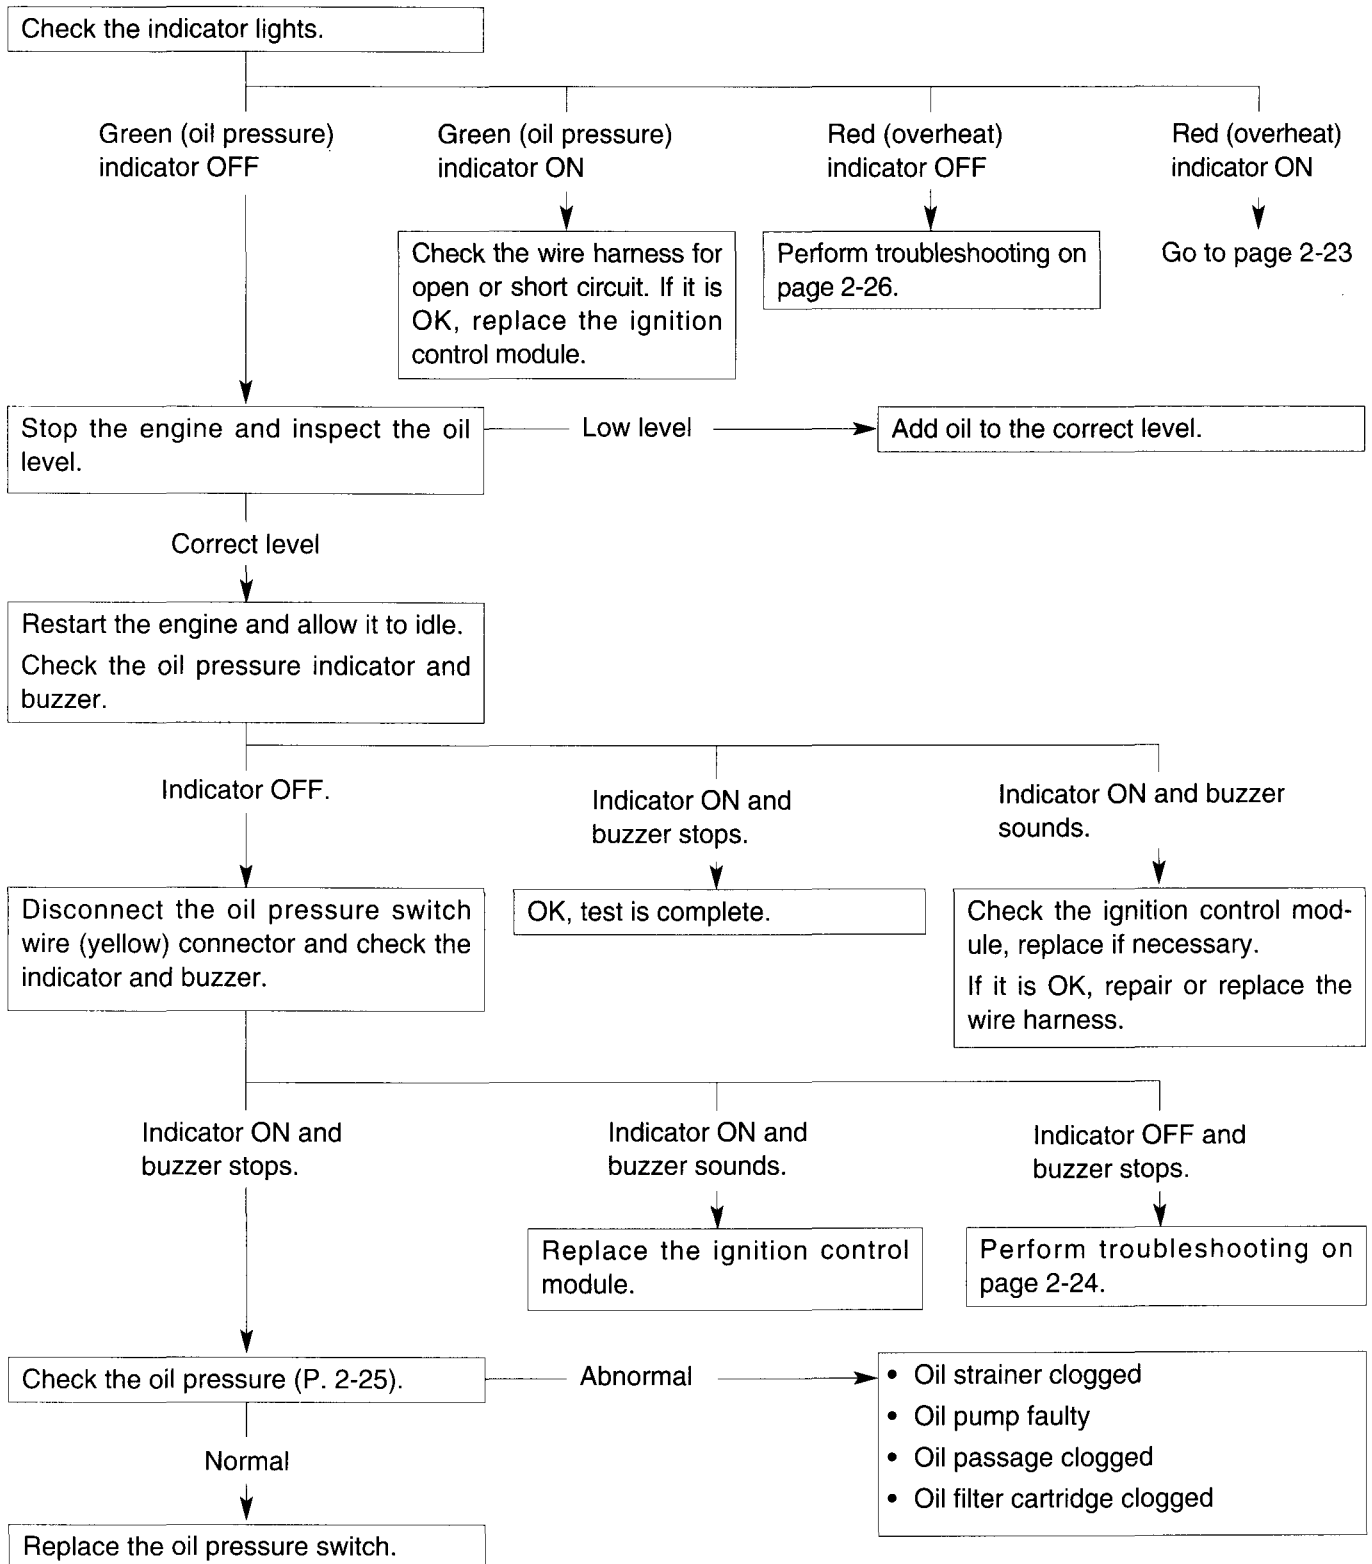 Check the indicator lights.
Green (oil pressure)
indicator OFF
Green (oil pressure)
indicator ON
Red (overheat)
indicator OFF
Red (overheat)
indicator ON
Check the wire harness for
open or short circuit. If it is
OK, replace the ignition
control module.
Perform troubleshooting on
page 2-26.
Go to page 2-23
Stop the engine and inspect the oil
level.
Low level
Add oil to the correct level.
Correct level
Restart the engine and allow it to idle.
Check the oil pressure indicator and
buzzer.
Indicator OFF.
Indicator ON and
buzzer stops.
Indicator ON and buzzer
sounds.
Disconnect the oil pressure switch
wire (yellow) connector and check the
indicator and buzzer.
OK, test is complete.
Check the ignition control mod-
ule, replace if necessary.
If it is OK, repair or replace the
wire harness.
Indicator ON and
buzzer stops.
Indicator ON and
buzzer sounds.
Indicator OFF and
buzzer stops.
Replace the ignition control
module.
Perform troubleshooting on
page 2-24.
Check the oil pressure (P. 2-25).
Abnormal
• Oil strainer clogged
• Oil pump faulty
• Oil passage clogged
• Oil filter cartridge clogged
Normal
Replace the oil pressure switch.